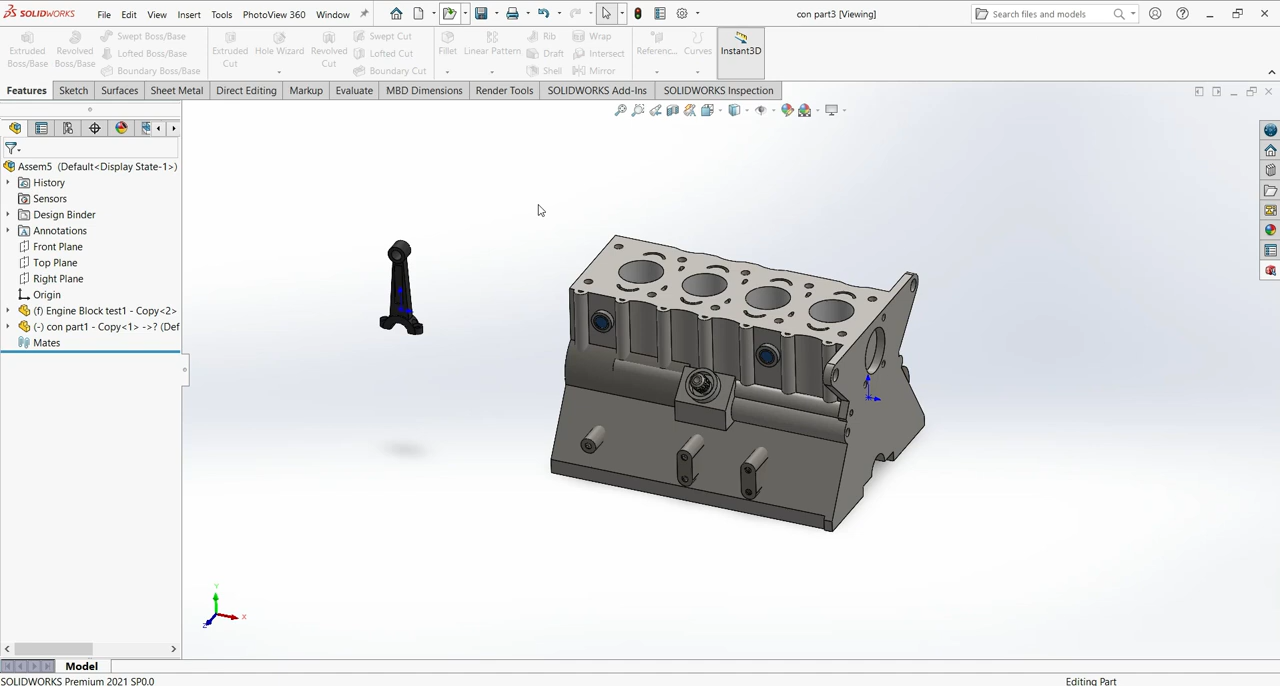 SOLIDWORKS File Edit View Insert Tools PhotoView 360 Window con part3 [Viewing] Search files and models
Extruded Boss/Base Revolved Boss/Base Swept Boss/Base Lofted Boss/Base Boundary Boss/Base Extruded Cut Hole Wizard Revolved Cut Swept Cut Lofted Cut Boundary Cut Fillet Linear Pattern Rib Draft Shell Wrap Intersect Mirror Referenc... Curves Instant3D
Features Sketch Surfaces Sheet Metal Direct Editing Markup Evaluate MBD Dimensions Render Tools SOLIDWORKS Add-Ins SOLIDWORKS Inspection
Assem5 (Default<Display State-1>)
History
Sensors
Design Binder
Annotations
Front Plane
Top Plane
Right Plane
Origin
(f) Engine Block test1 - Copy<2>
(-) con part1 - Copy<1> ->? (Def
Mates
Y
X
Z
Model
SOLIDWORKS Premium 2021 SP0.0 Editing Part